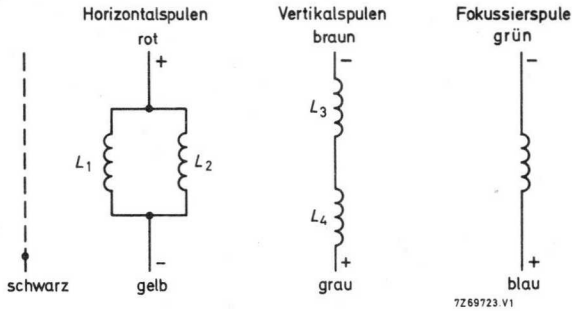 Horizontalspulen
rot
+
L1
L2
–
gelb
Vertikalspulen
braun
–
L3
L4
+
grau
Fokussierspule
grün
–
+
blau
schwarz
7Z69723.V1